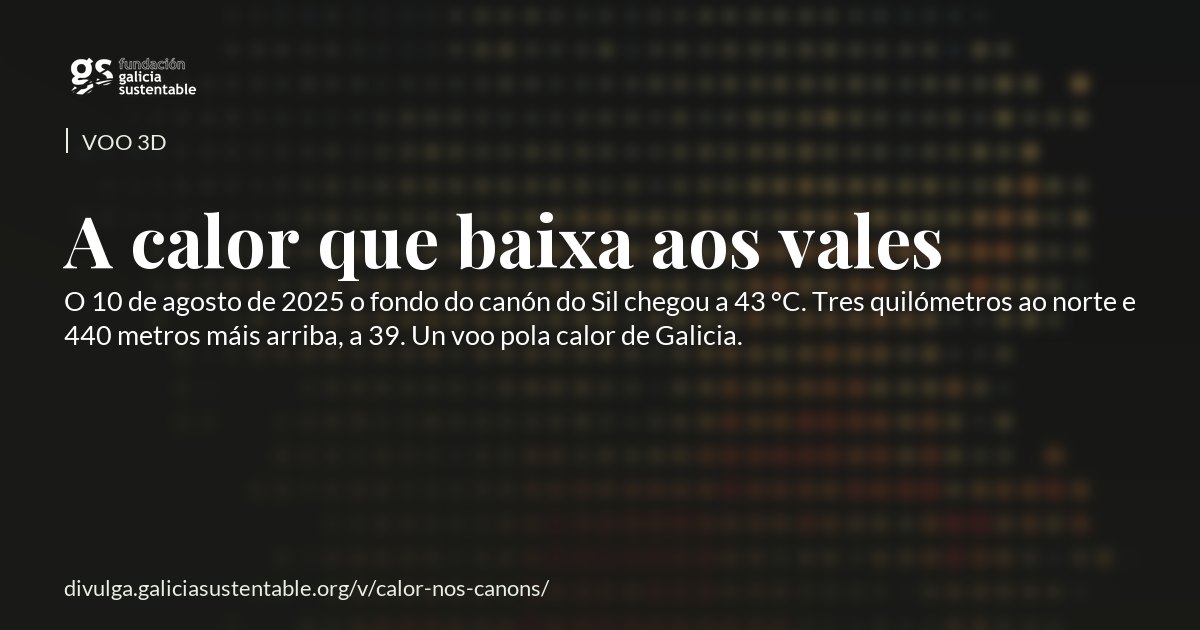 gs fundación
galicia
sustentable
VOO 3D
A calor que baixa aos vales
O 10 de agosto de 2025 o fondo do canón do Sil chegou a 43 °C. Tres quilómetros ao norte e
440 metros máis arriba, a 39. Un voo pola calor de Galicia.
divulga.galiciasustentable.org/v/calor-nos-canons/